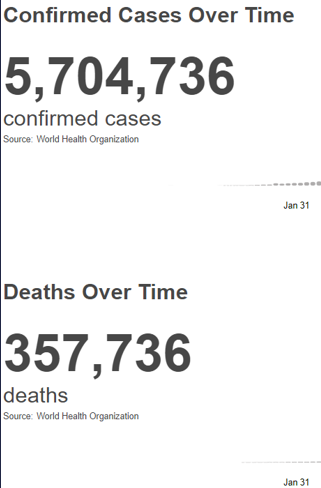 Confirmed Cases Over Time
5,704,736
confirmed cases
Source: World Health Organization
Jan 31
Deaths Over Time
357,736
deaths
Source: World Health Organization
Jan 31